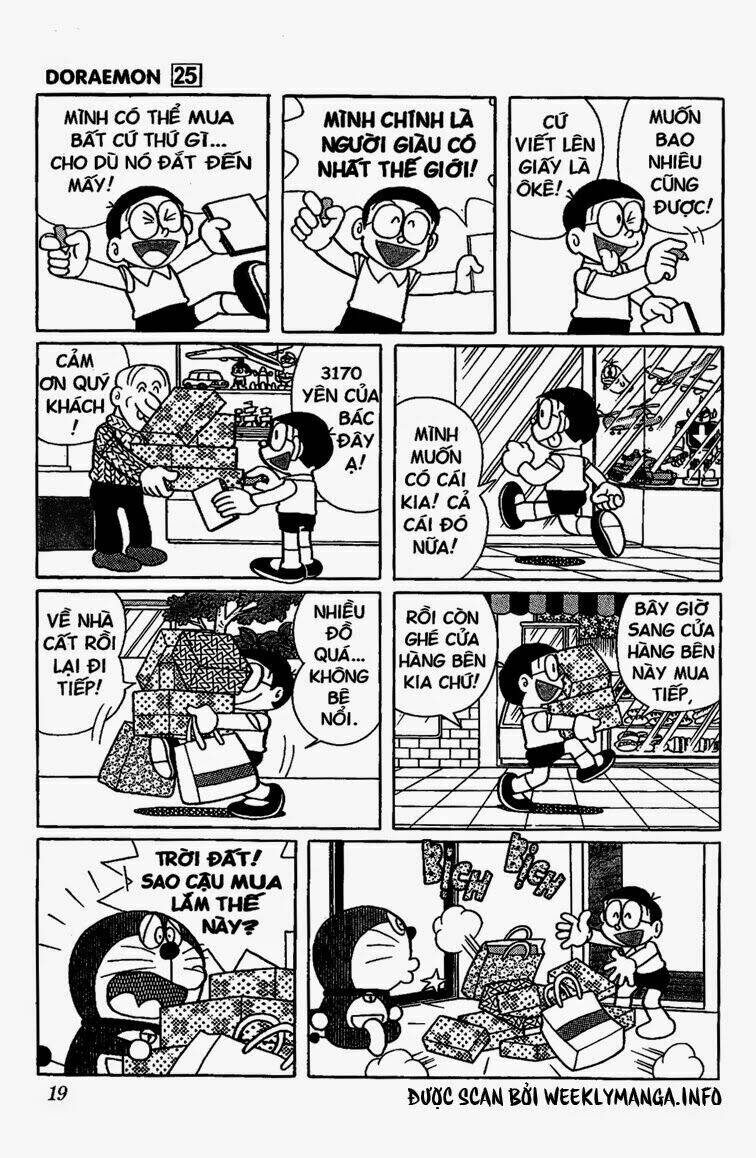 DORAEMON 25
MUỐN
BAO
NHIÊU
CŨNG
ĐƯỢC!
CỨ
VIẾT LÊN
GIẤY LÀ
ÔKÊ!
MÌNH CHÍNH LÀ
NGƯỜI GIÀU CÓ
NHẤT THẾ GIỚI!
MÌNH CÓ THỂ MUA
BẤT CỨ THỨ GÌ...
CHO DÙ NÓ ĐẮT ĐẾN
MẤY!
MÌNH
MUỐN
CÓ CÁI
KIA! CẢ
CÁI ĐÓ
NỮA!
3170
YÊN CỦA
BÁC
ĐÂY
Ạ!
CẢM
ƠN QUÝ
KHÁCH
!
BÂY GIỜ
SANG CỬA
HÀNG BÊN
NÀY MUA
TIẾP,
RỒI CÒN
GHÉ CỬA
HÀNG BÊN
KIA CHỨ!
NHIỀU
ĐỒ
QUÁ...
KHÔNG
BÊ
NỔI.
VỀ NHÀ
CẤT RỒI
LẠI ĐI
TIẾP!
BỊCH
BỊCH
TRỜI ĐẤT!
SAO CẬU MUA
LẮM THẾ
NÀY?
19
ĐƯỢC SCAN BỞI WEEKLYMANGA.INFO